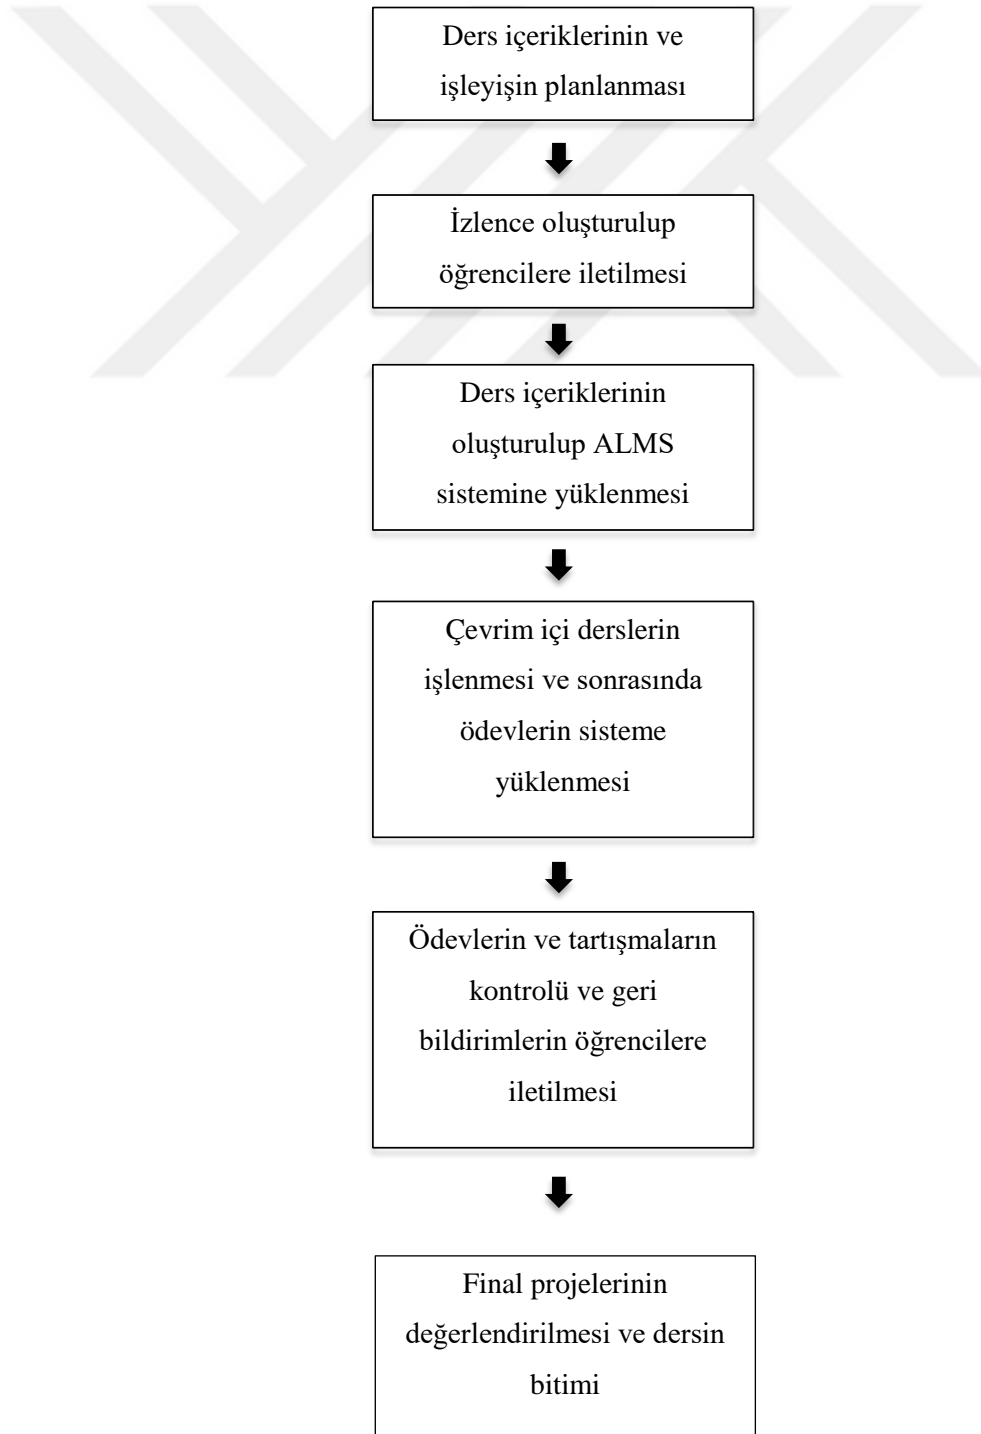 Ders içeriklerinin ve
işleyişin planlanması
İzlence oluşturulup
öğrencilere iletilmesi
Ders içeriklerinin
oluşturulup ALMS
sistemine yüklenmesi
Çevrim içi derslerin
işlenmesi ve sonrasında
ödevlerin sisteme
yüklenmesi
Ödevlerin ve tartışmaların
kontrolü ve geri
bildirimlerin öğrencilere
iletilmesi
Final projelerinin
değerlendirilmesi ve dersin
bitimi